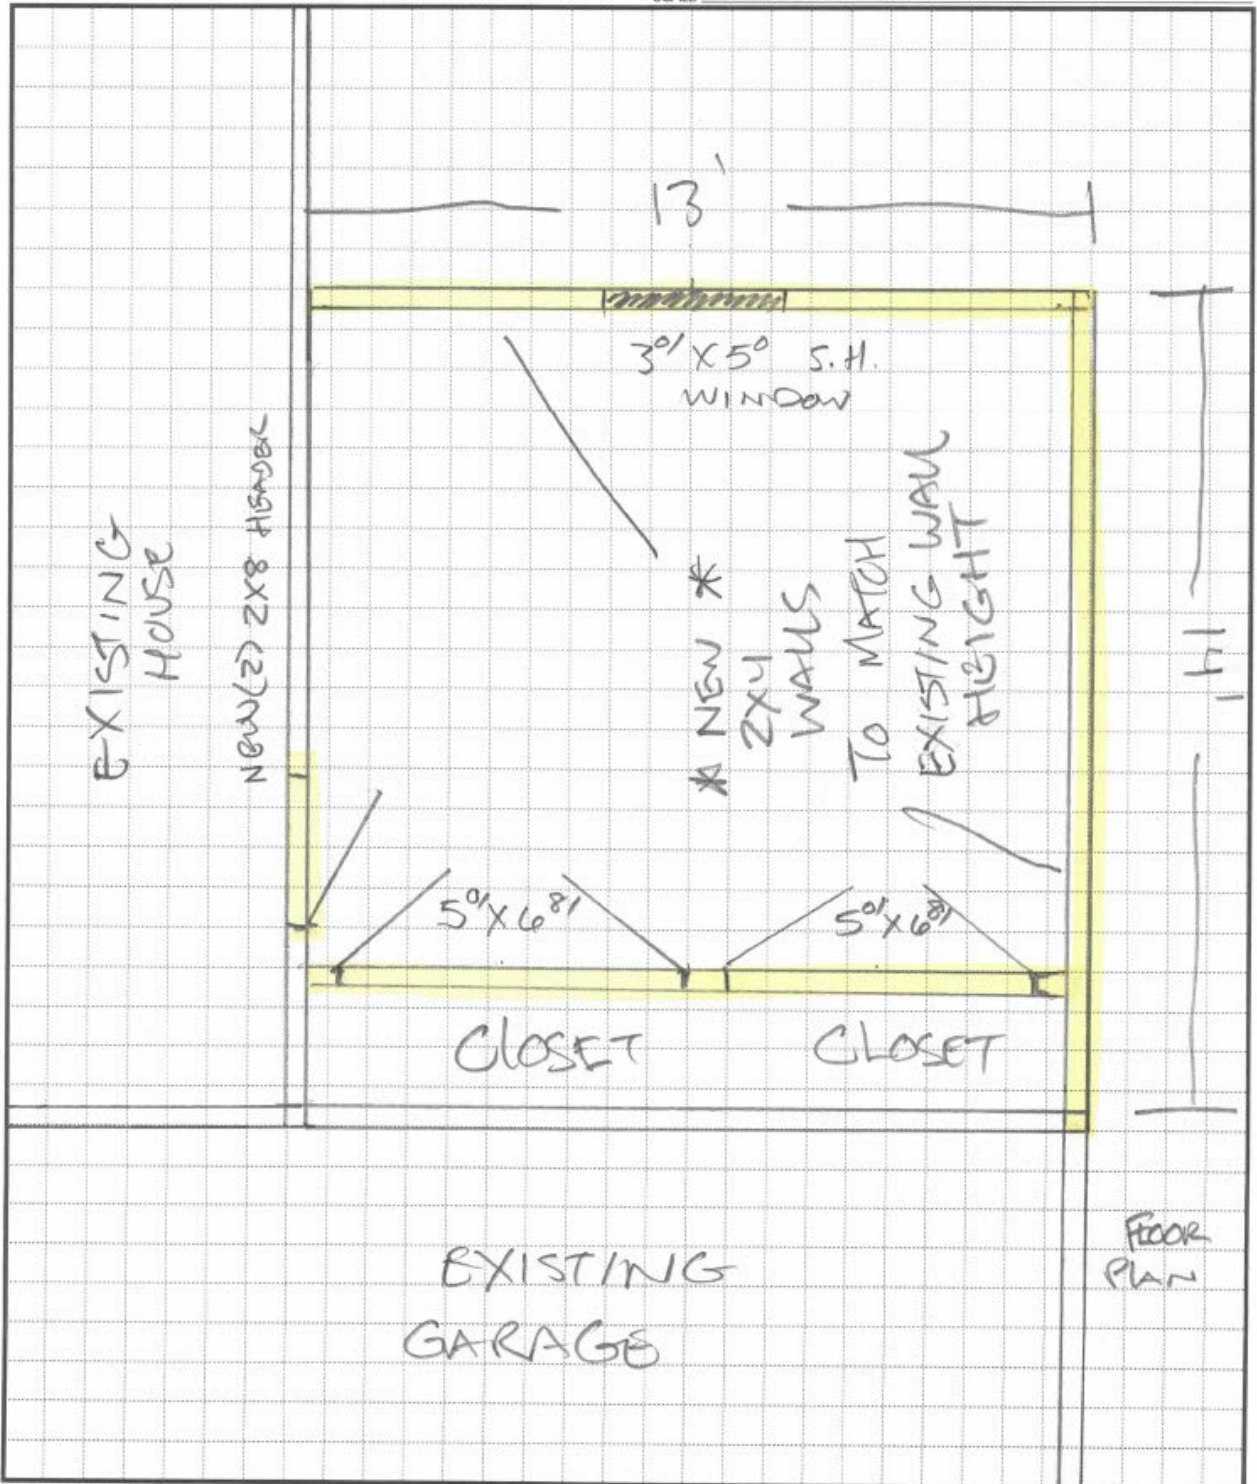 13'
3⁰/ X 5⁰ S.H.
WINDOW
EXISTING
HOUSE
NEW (2) 2X8 HEADER
* NEW *
2X4
WALLS
TO MATCH
EXISTING WALL
HEIGHT
14'
5⁰/ X 6⁸/
5⁰/ X 6⁸/
CLOSET
CLOSET
EXISTING
GARAGE
FLOOR
PLAN